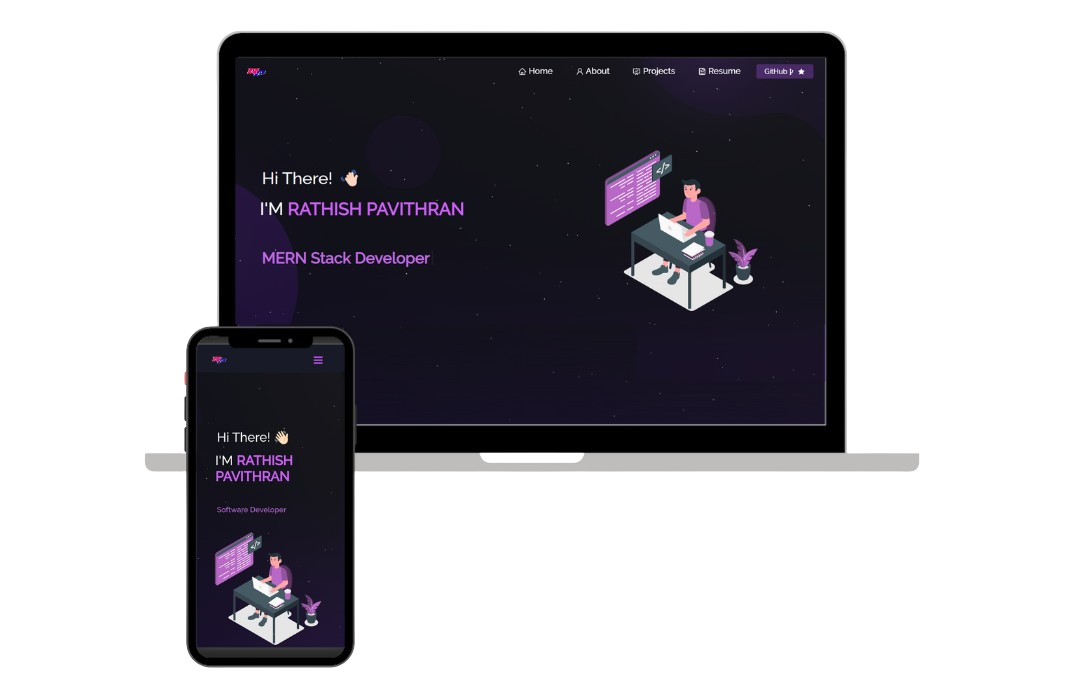 Home About Projects Resume GitHub
Hi There!
I'M RATHISH PAVITHRAN
MERN Stack Developer
</>
Hi There!
I'M RATHISH
PAVITHRAN
Software Developer
</>